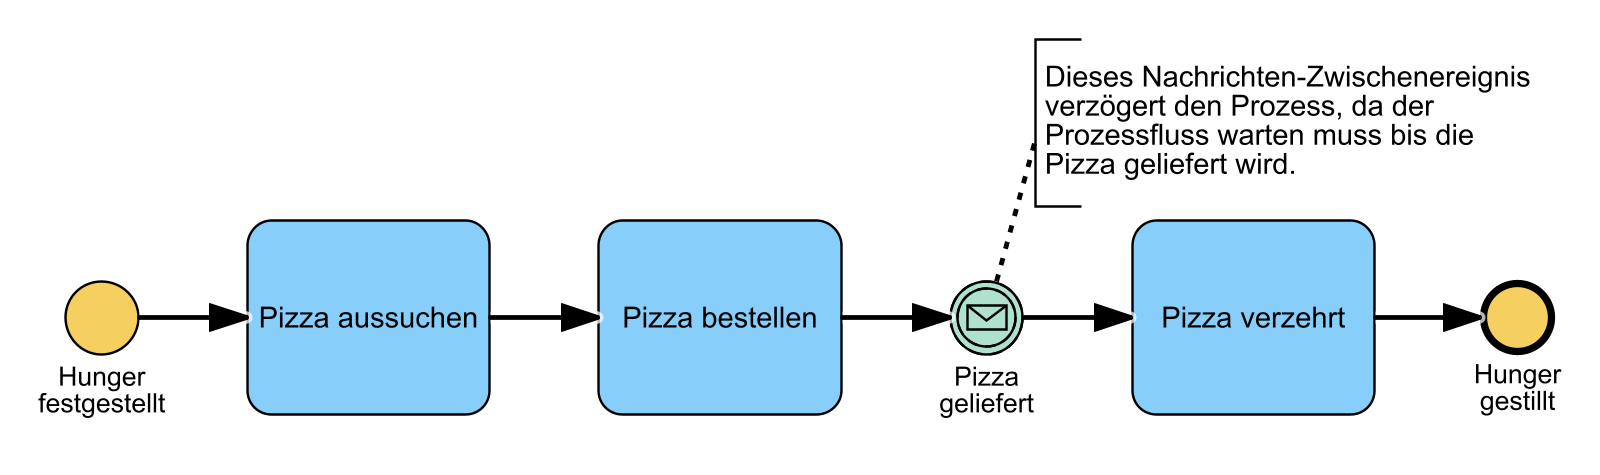 Dieses Nachrichten-Zwischenereignis
verzögert den Prozess, da der
Prozessfluss warten muss bis die
Pizza geliefert wird.
Pizza aussuchen
Pizza bestellen
Pizza verzehrt
Hunger
festgestellt
Pizza
geliefert
Hunger
gestillt